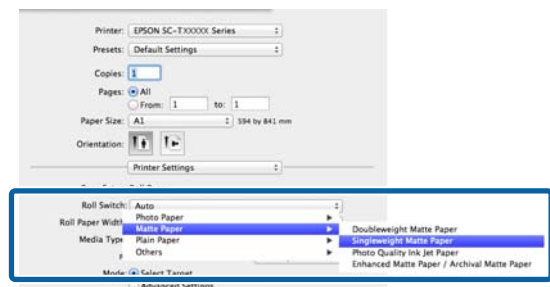 Printer: EPSON SC-TXXXXX Series
Presets: Default Settings
Copies: 1
Pages: All
From: 1 to: 1
Paper Size: A1 594 by 841 mm
Orientation:
Printer Settings
Roll Switch: Auto
Roll Paper Width
Photo Paper
Matte Paper
Media Type
Plain Paper
Others
Doubleweight Matte Paper
Singleweight Matte Paper
Photo Quality Ink Jet Paper
Enhanced Matte Paper / Archival Matte Paper
Mode: Select Target
Advanced Settings